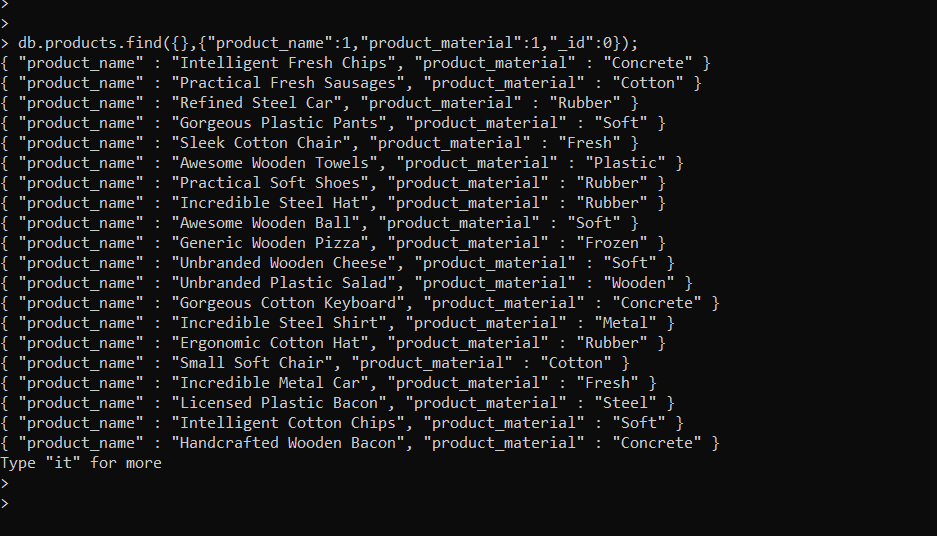 >
>
> db.products.find({},{"product_name":1,"product_material":1,"_id":0});
{ "product_name" : "Intelligent Fresh Chips", "product_material" : "Concrete" }
{ "product_name" : "Practical Fresh Sausages", "product_material" : "Cotton" }
{ "product_name" : "Refined Steel Car", "product_material" : "Rubber" }
{ "product_name" : "Gorgeous Plastic Pants", "product_material" : "Soft" }
{ "product_name" : "Sleek Cotton Chair", "product_material" : "Fresh" }
{ "product_name" : "Awesome Wooden Towels", "product_material" : "Plastic" }
{ "product_name" : "Practical Soft Shoes", "product_material" : "Rubber" }
{ "product_name" : "Incredible Steel Hat", "product_material" : "Rubber" }
{ "product_name" : "Awesome Wooden Ball", "product_material" : "Soft" }
{ "product_name" : "Generic Wooden Pizza", "product_material" : "Frozen" }
{ "product_name" : "Unbranded Wooden Cheese", "product_material" : "Soft" }
{ "product_name" : "Unbranded Plastic Salad", "product_material" : "Wooden" }
{ "product_name" : "Gorgeous Cotton Keyboard", "product_material" : "Concrete" }
{ "product_name" : "Incredible Steel Shirt", "product_material" : "Metal" }
{ "product_name" : "Ergonomic Cotton Hat", "product_material" : "Rubber" }
{ "product_name" : "Small Soft Chair", "product_material" : "Cotton" }
{ "product_name" : "Incredible Metal Car", "product_material" : "Fresh" }
{ "product_name" : "Licensed Plastic Bacon", "product_material" : "Steel" }
{ "product_name" : "Intelligent Cotton Chips", "product_material" : "Soft" }
{ "product_name" : "Handcrafted Wooden Bacon", "product_material" : "Concrete" }
Type "it" for more
>
>